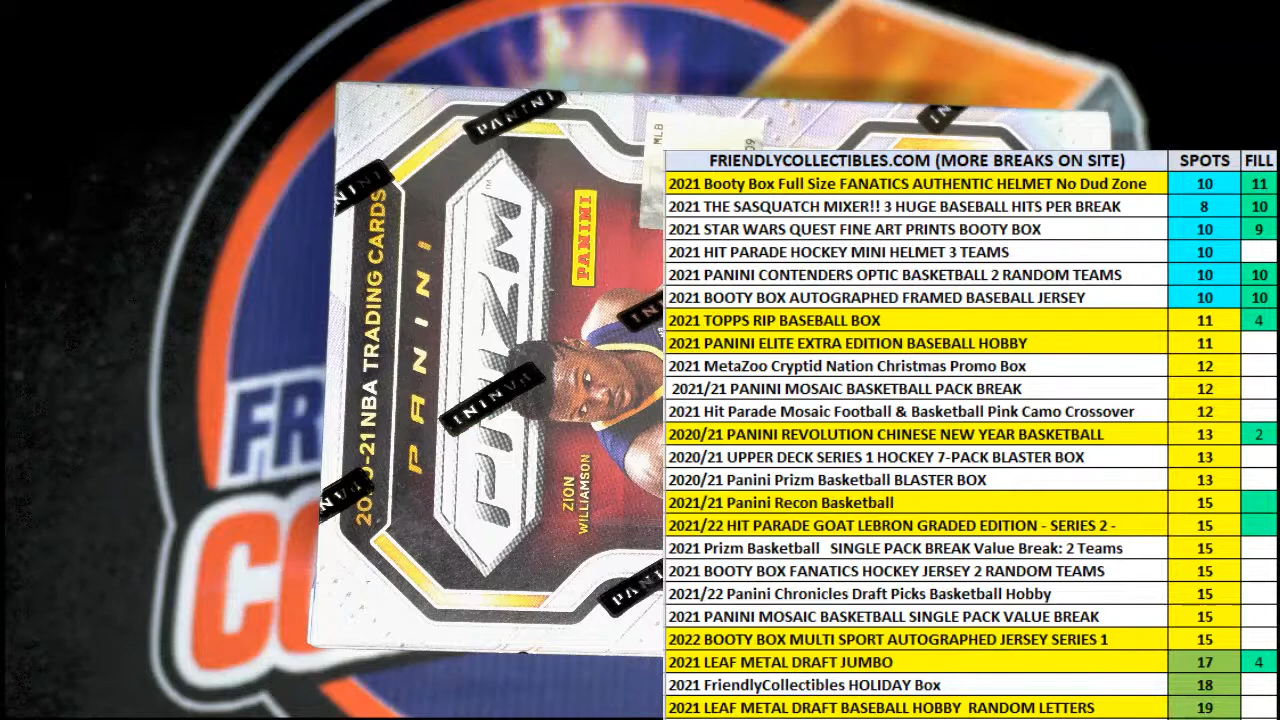 PANINI
PANINI
PANINI
2020-21 NBA TRADING CARDS
PANINI
PRIZM
PANINI
ZION
WILLIAMSON
MLB
FR
CO
FRIENDLYCOLLECTIBLES.COM (MORE BREAKS ON SITE) SPOTS FILL
2021 Booty Box Full Size FANATICS AUTHENTIC HELMET No Dud Zone 10 11
2021 THE SASQUATCH MIXER!! 3 HUGE BASEBALL HITS PER BREAK 8 10
2021 STAR WARS QUEST FINE ART PRINTS BOOTY BOX 10 9
2021 HIT PARADE HOCKEY MINI HELMET 3 TEAMS 10
2021 PANINI CONTENDERS OPTIC BASKETBALL 2 RANDOM TEAMS 10 10
2021 BOOTY BOX AUTOGRAPHED FRAMED BASEBALL JERSEY 10 10
2021 TOPPS RIP BASEBALL BOX 11 4
2021 PANINI ELITE EXTRA EDITION BASEBALL HOBBY 11
2021 MetaZoo Cryptid Nation Christmas Promo Box 12
2021/21 PANINI MOSAIC BASKETBALL PACK BREAK 12
2021 Hit Parade Mosaic Football & Basketball Pink Camo Crossover 12
2020/21 PANINI REVOLUTION CHINESE NEW YEAR BASKETBALL 13 2
2020/21 UPPER DECK SERIES 1 HOCKEY 7-PACK BLASTER BOX 13
2020/21 Panini Prizm Basketball BLASTER BOX 13
2021/21 Panini Recon Basketball 15
2021/22 HIT PARADE GOAT LEBRON GRADED EDITION - SERIES 2 - 15
2021 Prizm Basketball SINGLE PACK BREAK Value Break: 2 Teams 15
2021 BOOTY BOX FANATICS HOCKEY JERSEY 2 RANDOM TEAMS 15
2021/22 Panini Chronicles Draft Picks Basketball Hobby 15
2021 PANINI MOSAIC BASKETBALL SINGLE PACK VALUE BREAK 15
2022 BOOTY BOX MULTI SPORT AUTOGRAPHED JERSEY SERIES 1 15
2021 LEAF METAL DRAFT JUMBO 17 4
2021 FriendlyCollectibles HOLIDAY Box 18
2021 LEAF METAL DRAFT BASEBALL HOBBY RANDOM LETTERS 19